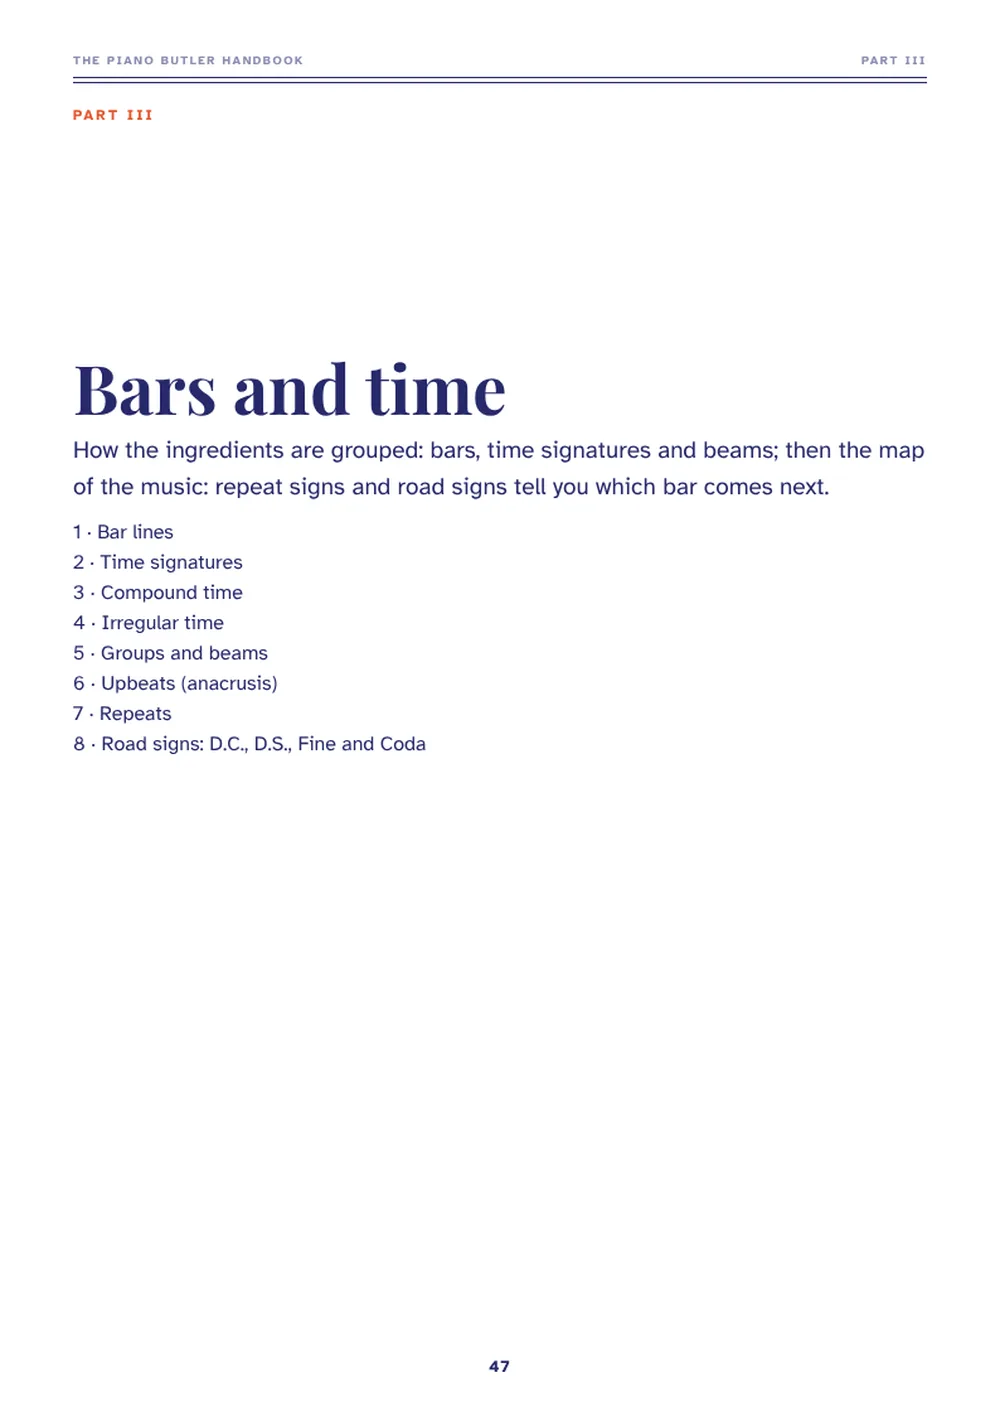 THE PIANO BUTLER HANDBOOK
PART III
PART III
Bars and time
How the ingredients are grouped: bars, time signatures and beams; then the map
of the music: repeat signs and road signs tell you which bar comes next.
1 · Bar lines
2 · Time signatures
3 · Compound time
4 · Irregular time
5 · Groups and beams
6 · Upbeats (anacrusis)
7 · Repeats
8 · Road signs: D.C., D.S., Fine and Coda
47